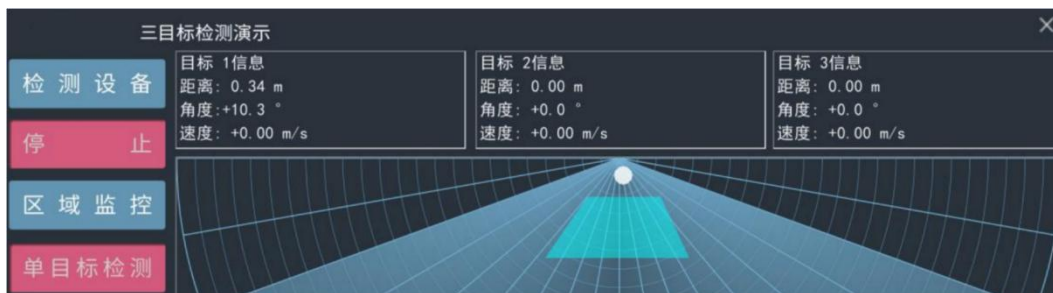 三目标检测演示
检测设备
停止
区域监控
单目标检测
目标 1信息
距离: 0.34 m
角度:+10.3 °
速度: +0.00 m/s
目标 2信息
距离: 0.00 m
角度: +0.0 °
速度: +0.00 m/s
目标 3信息
距离: 0.00 m
角度: +0.0 °
速度: +0.00 m/s